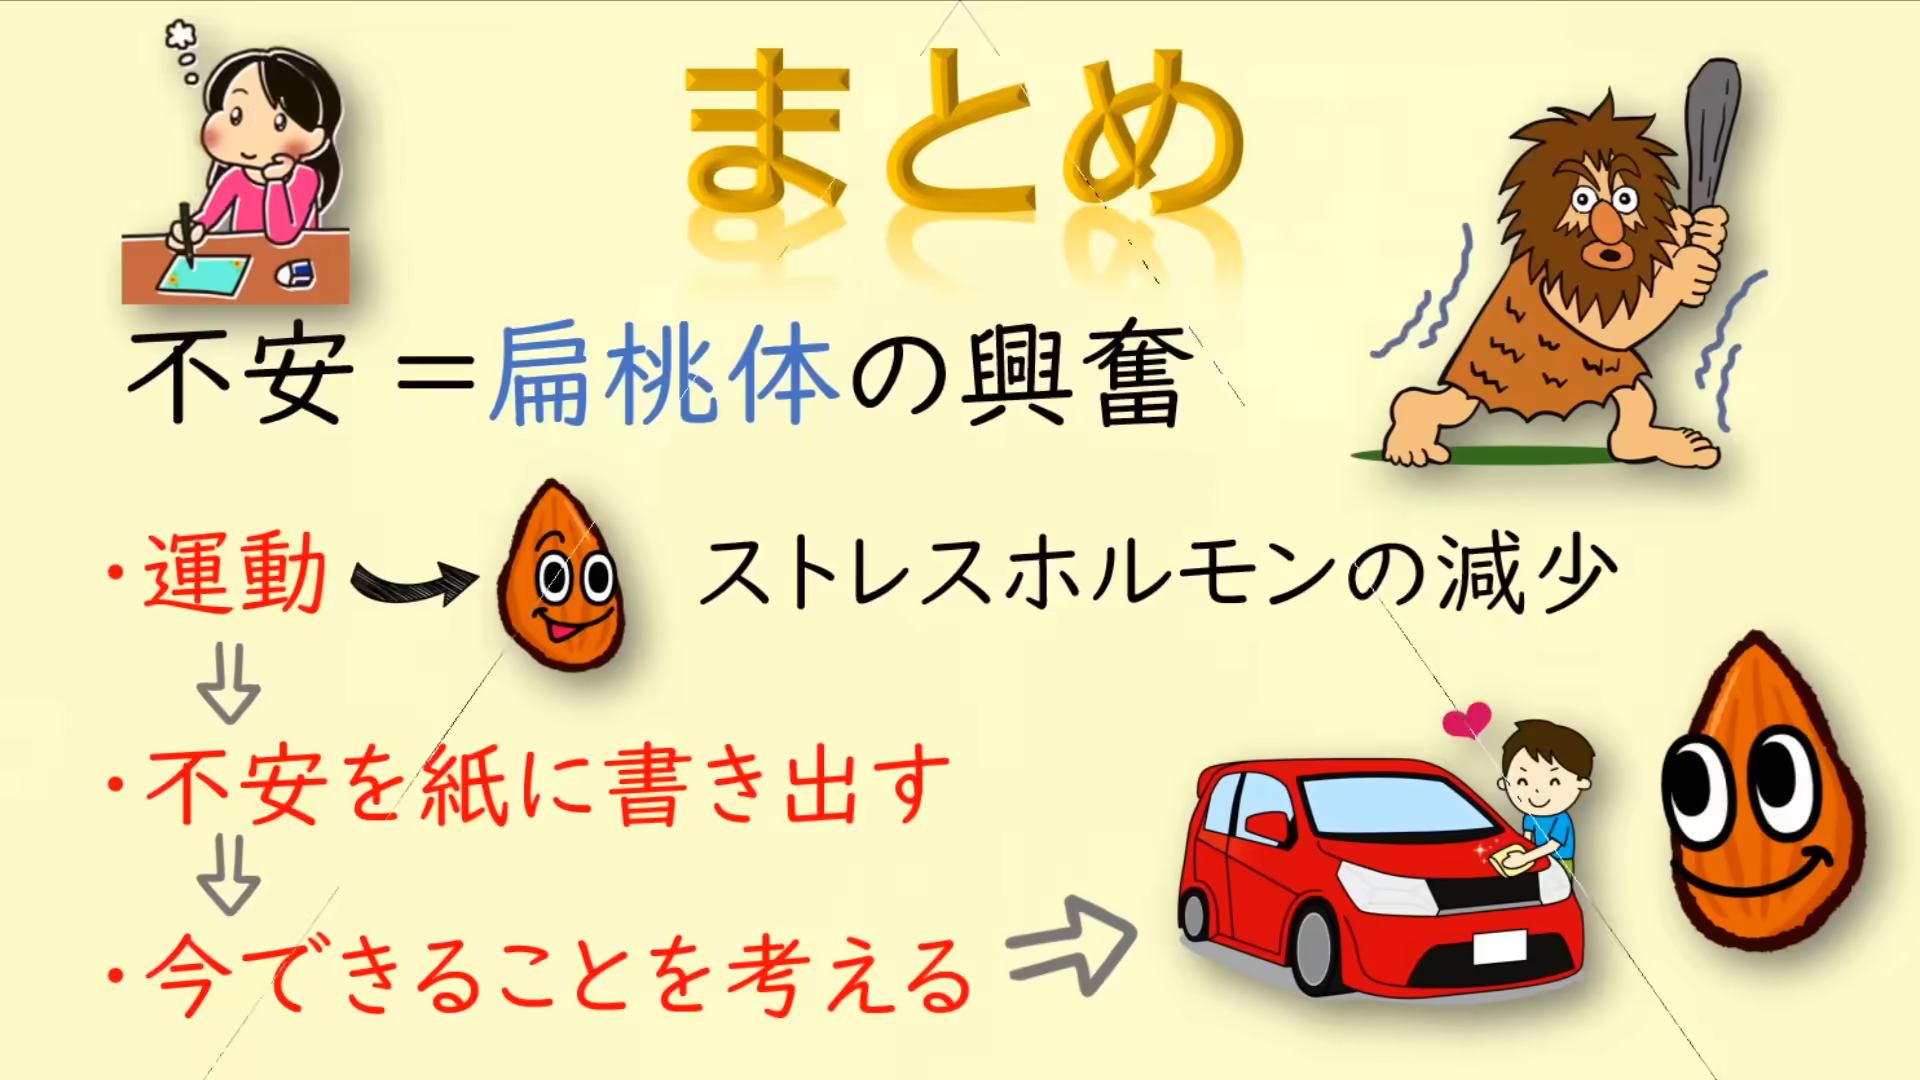 まとめ
不安＝扁桃体の興奮
・運動 ストレスホルモンの減少
・不安を紙に書き出す
・今できることを考える